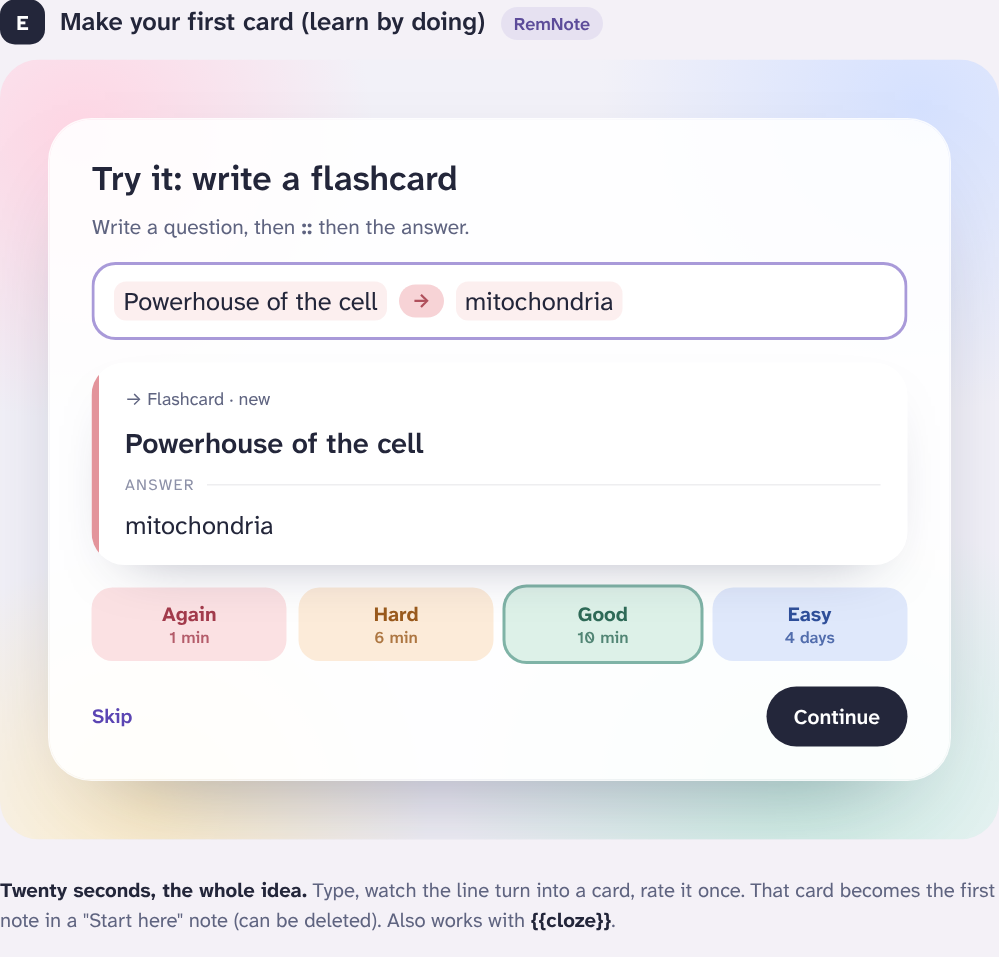 E Make your first card (learn by doing) RemNote
Try it: write a flashcard
Write a question, then :: then the answer.
Powerhouse of the cell → mitochondria
→ Flashcard · new
Powerhouse of the cell
ANSWER
mitochondria
Again Hard Good Easy
1 min 6 min 10 min 4 days
Skip Continue
Twenty seconds, the whole idea. Type, watch the line turn into a card, rate it once. That card becomes the first
note in a "Start here" note (can be deleted). Also works with {{cloze}}.